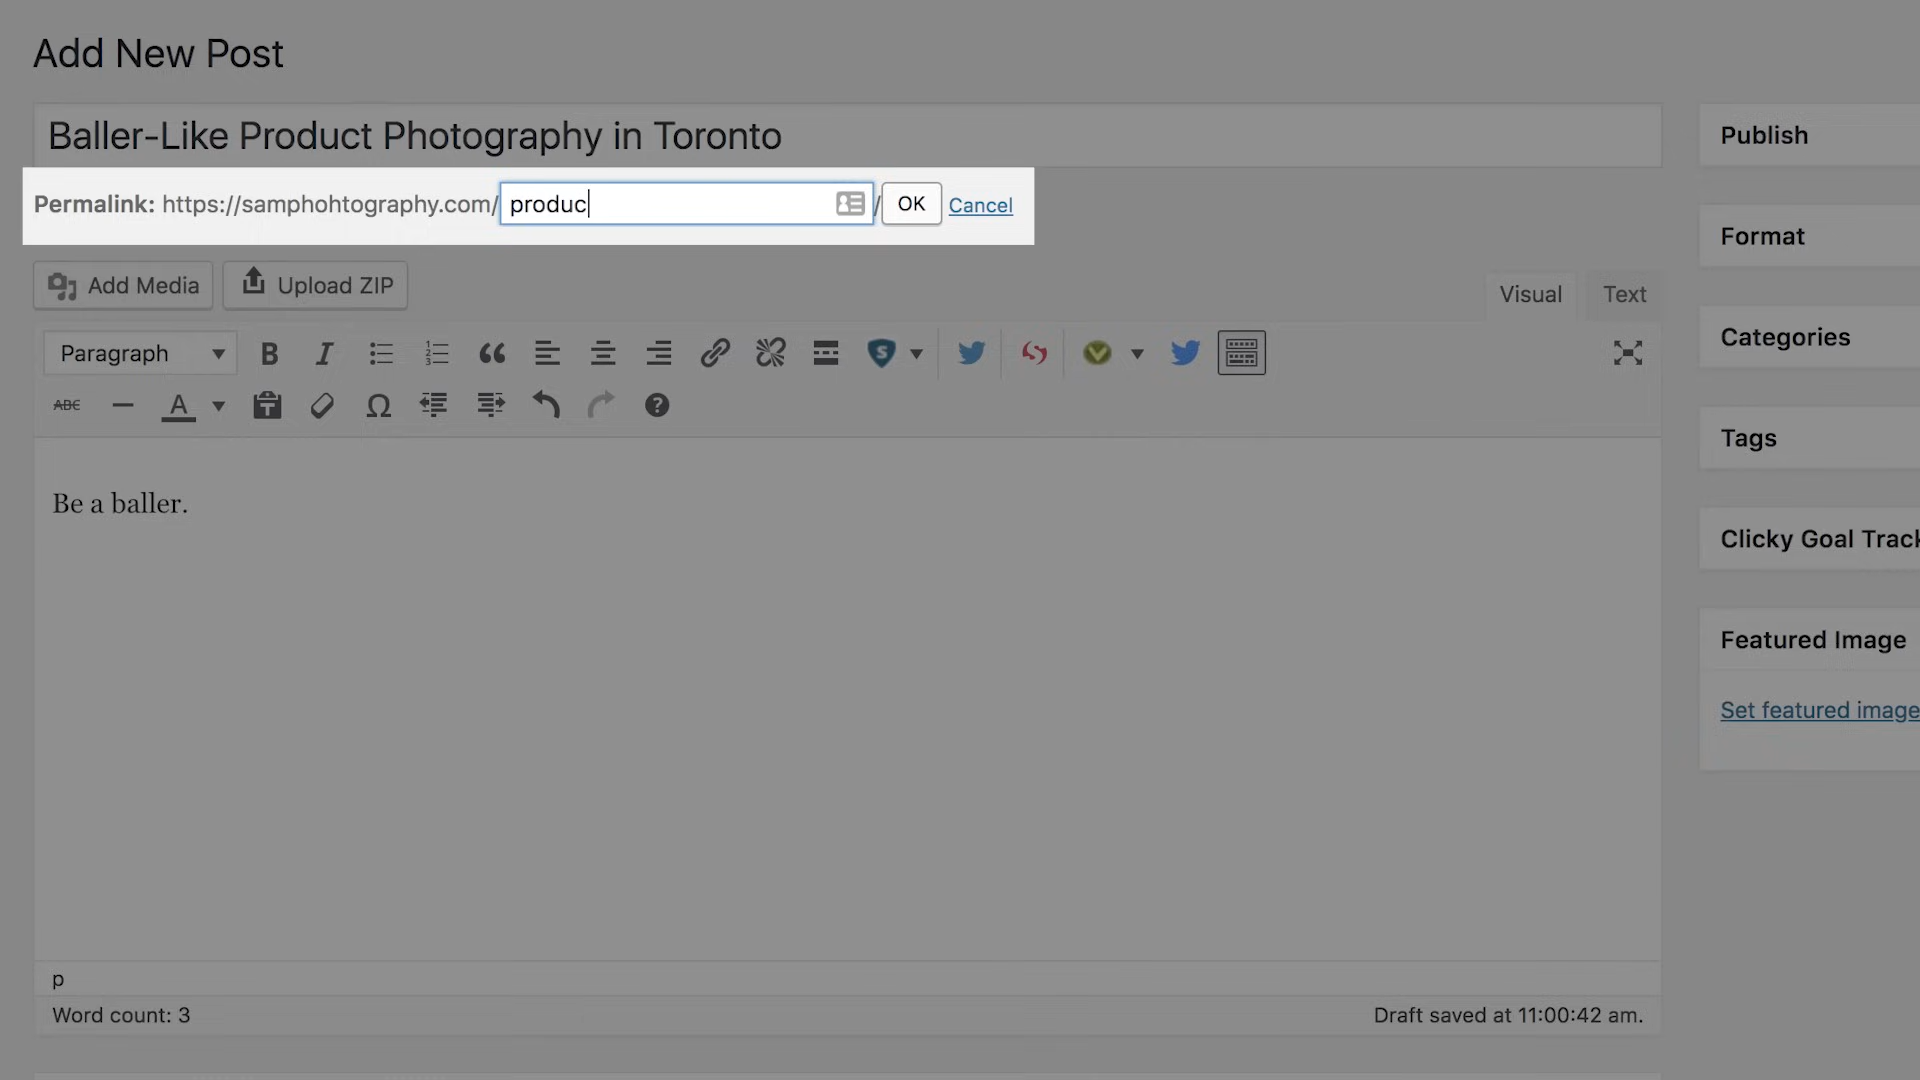 Add New Post
Baller-Like Product Photography in Toronto
Permalink: https://samphohtography.com/ produc / OK Cancel
Add Media Upload ZIP
Visual Text
Paragraph B I
ABC A
Be a baller.
p
Word count: 3
Draft saved at 11:00:42 am.
Publish
Format
Categories
Tags
Clicky Goal Track
Featured Image
Set featured image